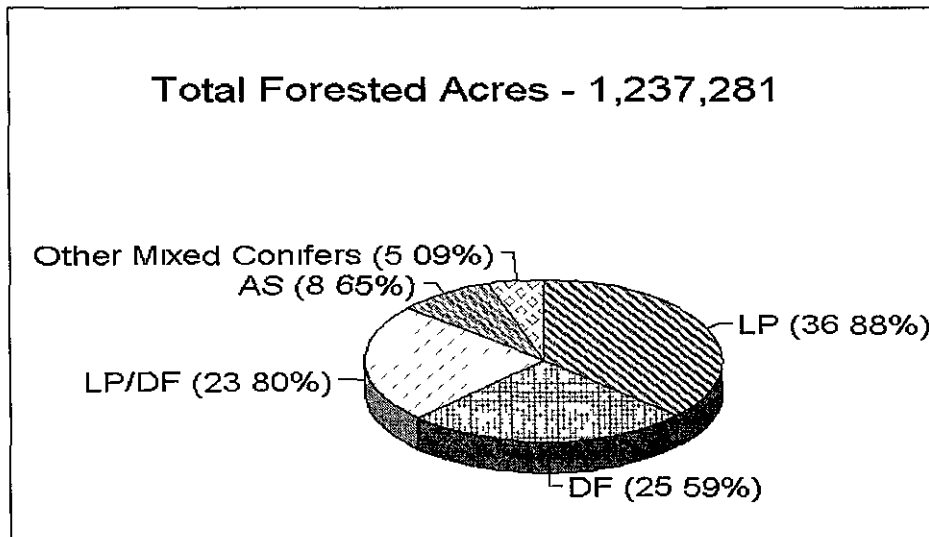 Total Forested Acres - 1,237,281
Other Mixed Conifers (5 09%)
AS (8 65%)
LP (36 88%)
LP/DF (23 80%)
DF (25 59%)